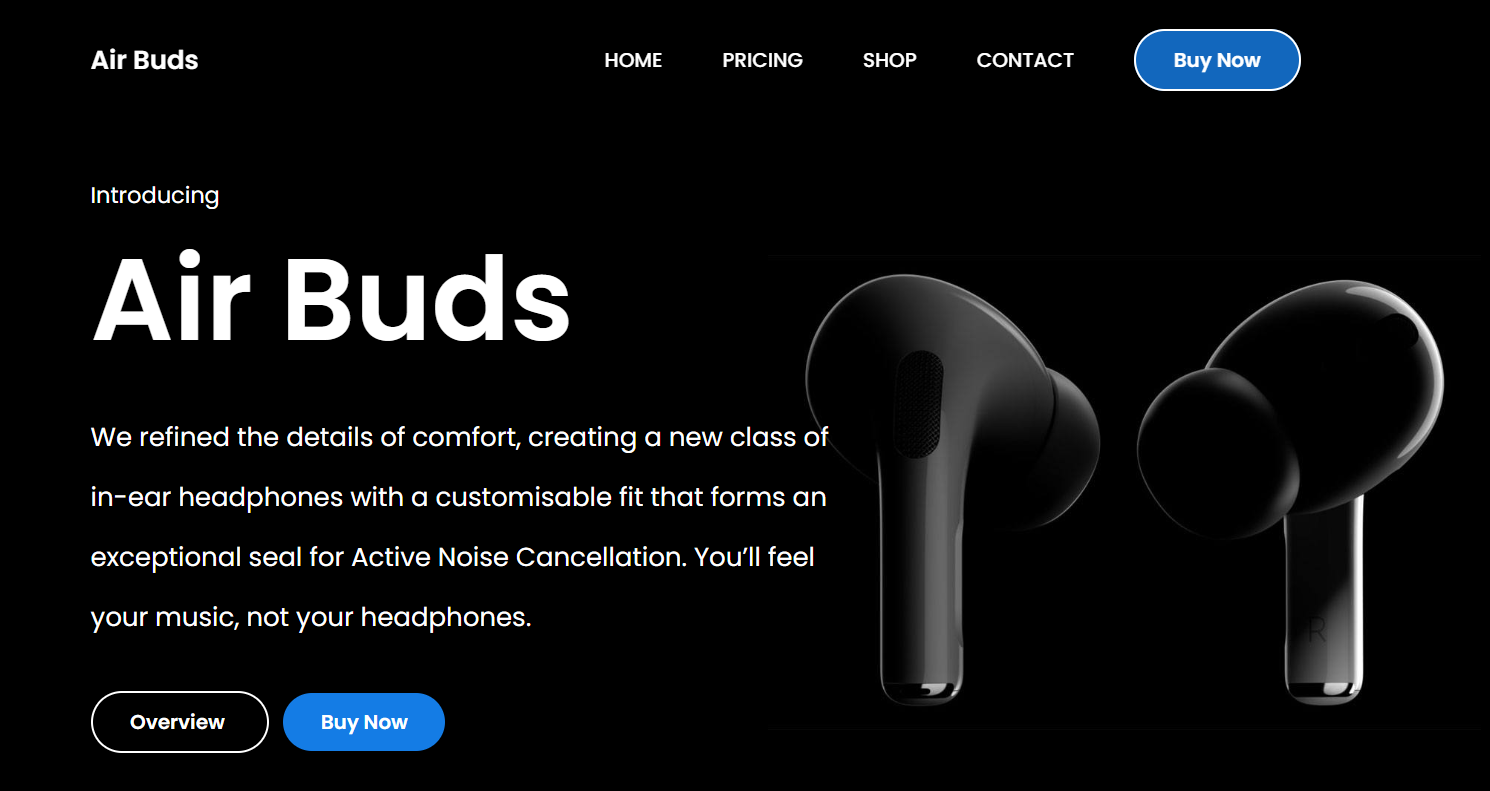 Air Buds
HOME PRICING SHOP CONTACT Buy Now
Introducing
Air Buds
We refined the details of comfort, creating a new class of
in-ear headphones with a customisable fit that forms an
exceptional seal for Active Noise Cancellation. You’ll feel
your music, not your headphones.
R
Overview Buy Now